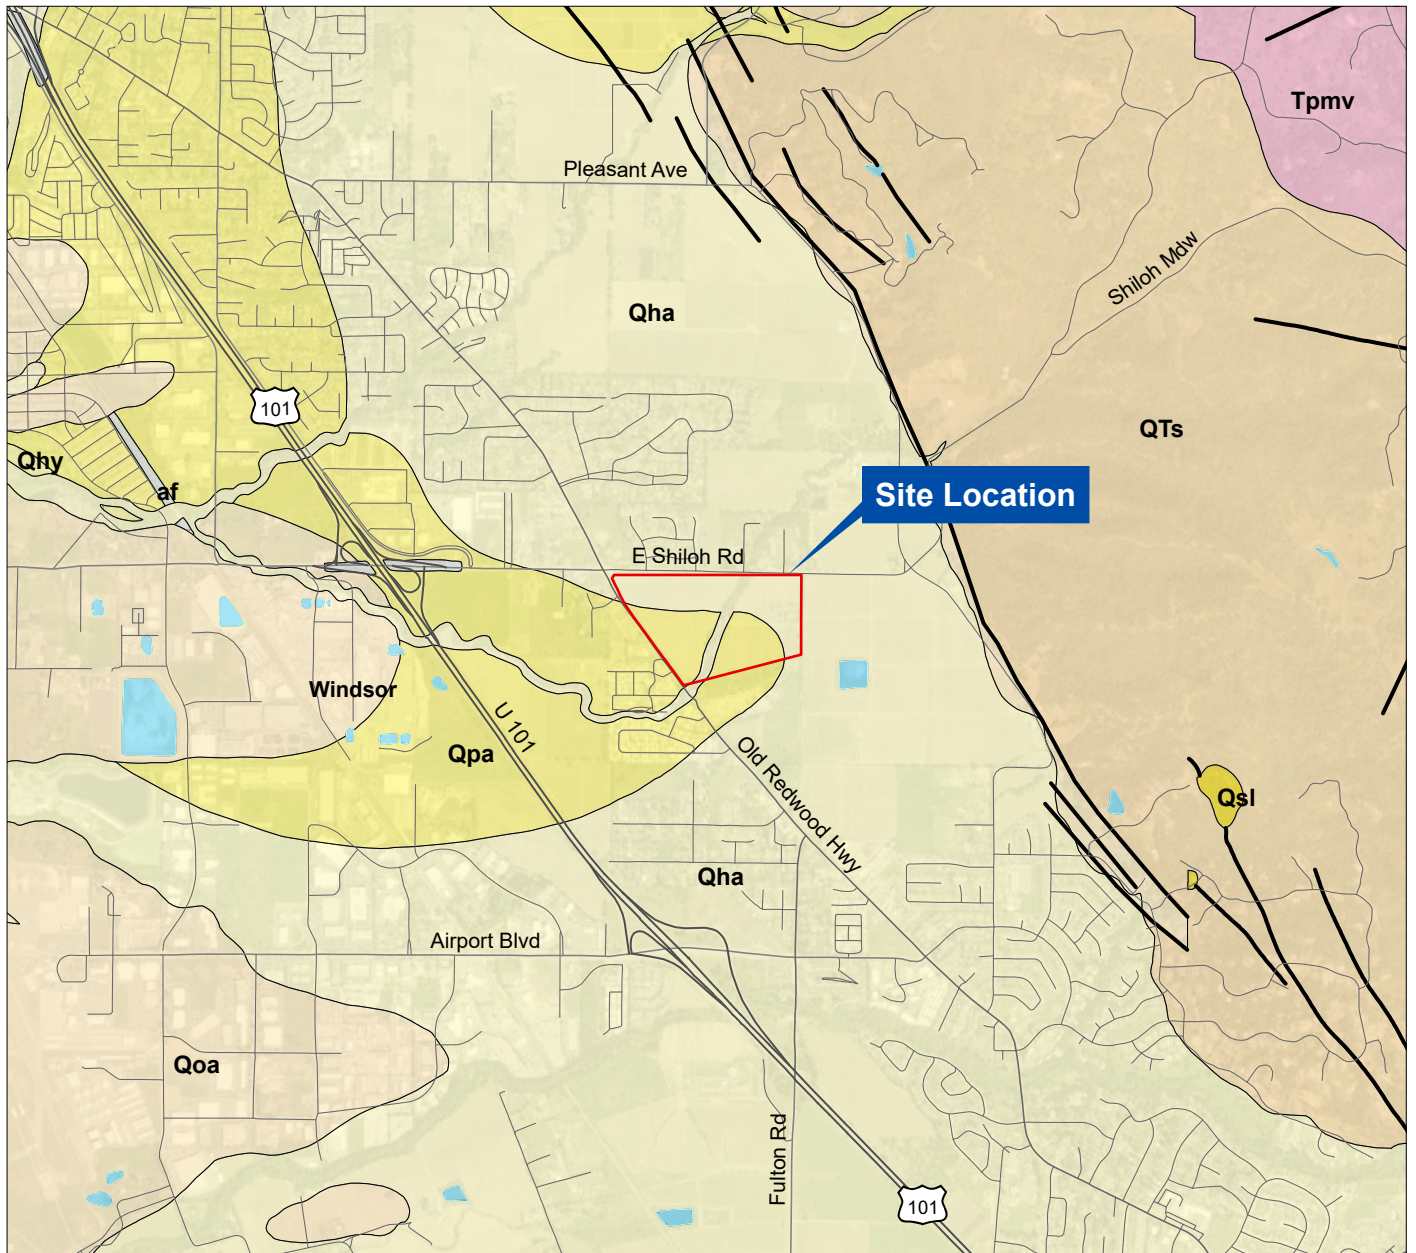 Tpmv
Pleasant Ave
Shiloh Mdw
Qha
101
QTs
Qhy
af
Site Location
E Shiloh Rd
Windsor
U 101
Qpa
Old Redwood Hwy
Qsl
Qha
Airport Blvd
Qoa
Fulton Rd
101